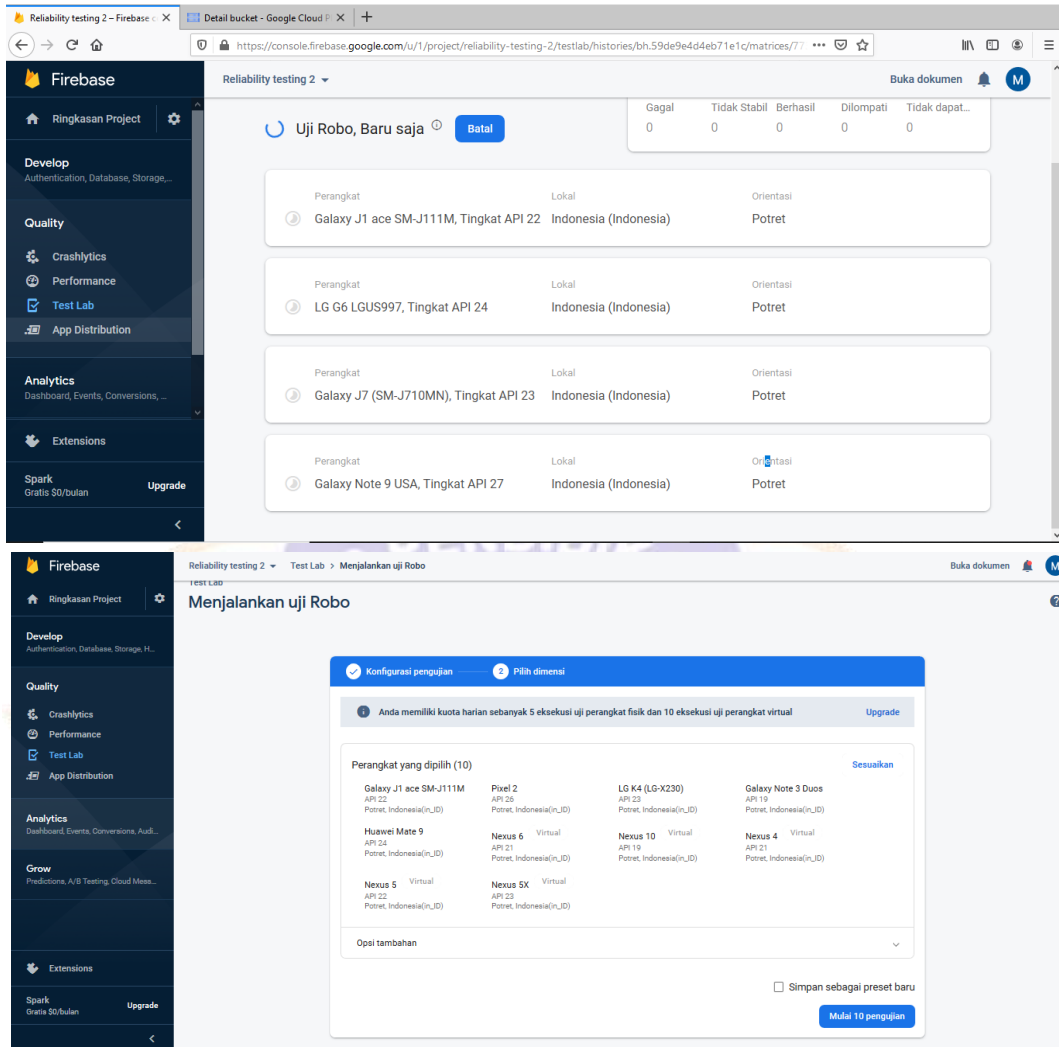 Reliability testing 2 – Firebase c
Detail bucket - Google Cloud P
https://console.firebase.google.com/u/1/project/reliability-testing-2/testlab/histories/bh.59de9e4d4eb71e1c/matrices/77
Firebase
Reliability testing 2
Buka dokumen
M
Ringkasan Project
Develop
Authentication, Database, Storage,...
Quality
Crashlytics
Performance
Test Lab
App Distribution
Analytics
Dashboard, Events, Conversions, ...
Extensions
Spark
Gratis $0/bulan
Upgrade
Uji Robo, Baru saja
Batal
Gagal Tidak Stabil Berhasil Dilompati Tidak dapat...
0 0 0 0 0
Perangkat Lokal Orientasi
Galaxy J1 ace SM-J111M, Tingkat API 22 Indonesia (Indonesia) Potret
Perangkat Lokal Orientasi
LG G6 LGUS997, Tingkat API 24 Indonesia (Indonesia) Potret
Perangkat Lokal Orientasi
Galaxy J7 (SM-J710MN), Tingkat API 23 Indonesia (Indonesia) Potret
Perangkat Lokal Orientasi
Galaxy Note 9 USA, Tingkat API 27 Indonesia (Indonesia) Potret
Firebase
Reliability testing 2 Test Lab > Menjalankan uji Robo
Buka dokumen
M
Ringkasan Project
Develop
Authentication, Database, Storage, H...
Quality
Crashlytics
Performance
Test Lab
App Distribution
Analytics
Dashboard, Events, Conversions, Audi...
Grow
Predictions, A/B Testing, Cloud Mess...
Extensions
Spark
Gratis $0/bulan
Upgrade
Test Lab
Menjalankan uji Robo
Konfigurasi pengujian 2 Pilih dimensi
Anda memiliki kuota harian sebanyak 5 eksekusi uji perangkat fisik dan 10 eksekusi uji perangkat virtual Upgrade
Perangkat yang dipilih (10) Sesuaikan
Galaxy J1 ace SM-J111M Pixel 2 LG K4 (LG-X230) Galaxy Note 3 Duos
API 22 API 26 API 23 API 19
Potret, Indonesia(in_ID) Potret, Indonesia(in_ID) Potret, Indonesia(in_ID) Potret, Indonesia(in_ID)
Huawei Mate 9 Nexus 6 Virtual Nexus 10 Virtual Nexus 4 Virtual
API 24 API 21 API 19 API 21
Potret, Indonesia(in_ID) Potret, Indonesia(in_ID) Potret, Indonesia(in_ID) Potret, Indonesia(in_ID)
Nexus 5 Virtual Nexus 5X Virtual
API 22 API 23
Potret, Indonesia(in_ID) Potret, Indonesia(in_ID)
Opsi tambahan
Simpan sebagai preset baru
Mulai 10 pengujian